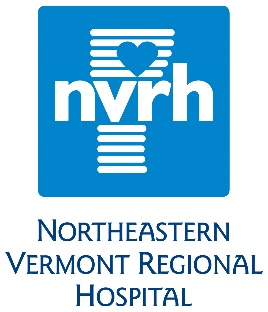 nvrh
NORTHEASTERN
VERMONT REGIONAL
HOSPITAL